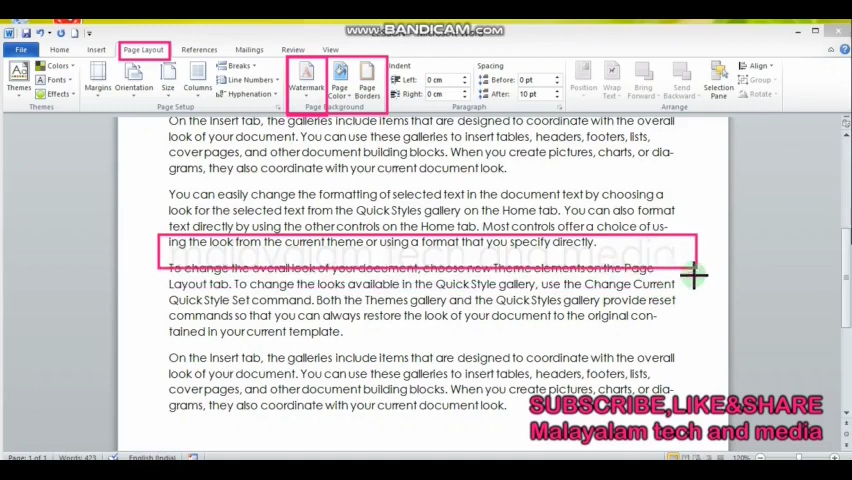 www.BANDICAM.com
File Home Insert Page Layout References Mailings Review View
Themes Colors Fonts Effects Themes
Margins Orientation Size Columns Breaks Line Numbers Hyphenation Page Setup
Watermark Page Color Page Borders Page Background
Indent Left: 0 cm Right: 0 cm Spacing Before: 0 pt After: 10 pt Paragraph
Position Wrap Text Bring Forward Send Backward Selection Pane Align Group Rotate Arrange
On the Insert tab, the galleries include items that are designed to coordinate with the overall
look of your document. You can use these galleries to insert tables, headers, footers, lists,
cover pages, and other document building blocks. When you create pictures, charts, or dia-
grams, they also coordinate with your current document look.
You can easily change the formatting of selected text in the document text by choosing a
look for the selected text from the Quick Styles gallery on the Home tab. You can also format
text directly by using the other controls on the Home tab. Most controls offer a choice of us-
ing the look from the current theme or using a format that you specify directly.
malayalam tech and media
To change the overall look of your document, choose new Theme elements on the Page
Layout tab. To change the looks available in the Quick Style gallery, use the Change Current
Quick Style Set command. Both the Themes gallery and the Quick Styles gallery provide reset
commands so that you can always restore the look of your document to the original con-
tained in your current template.
On the Insert tab, the galleries include items that are designed to coordinate with the overall
look of your document. You can use these galleries to insert tables, headers, footers, lists,
cover pages, and other document building blocks. When you create pictures, charts, or dia-
grams, they also coordinate with your current document look.
SUBSCRIBE,LIKE&SHARE
Malayalam tech and media
Page: 1 of 1 Words: 423 English (India) 120%